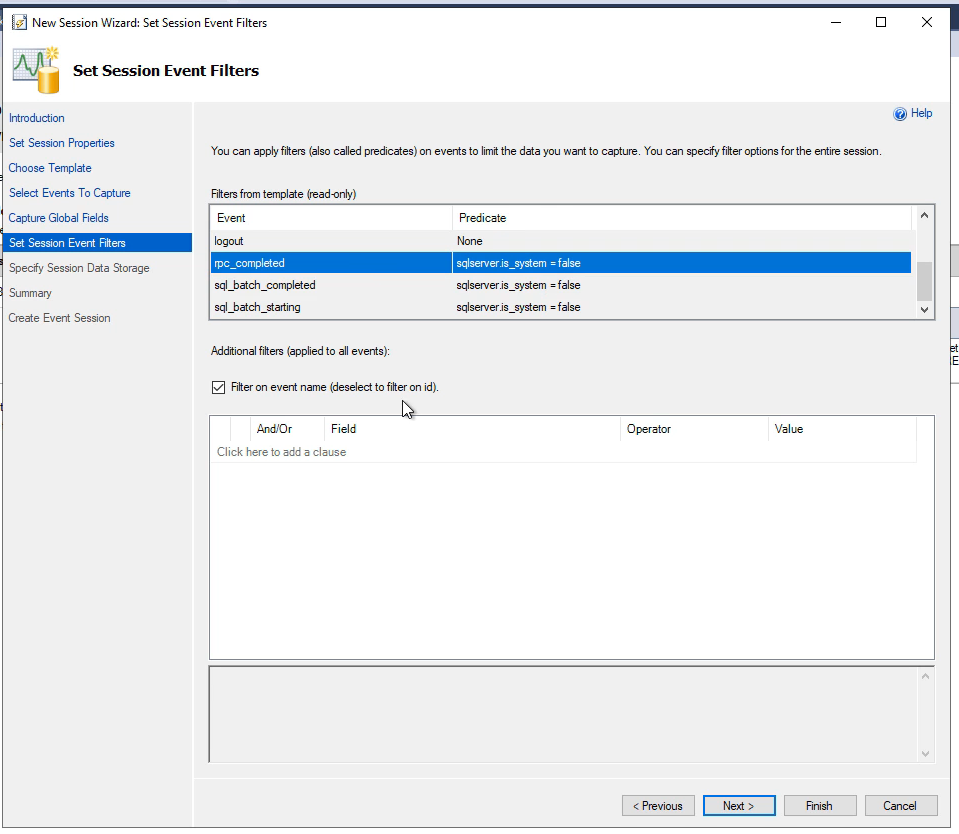 New Session Wizard: Set Session Event Filters
Set Session Event Filters
Introduction
Set Session Properties
Choose Template
Select Events To Capture
Capture Global Fields
Set Session Event Filters
Specify Session Data Storage
Summary
Create Event Session
Help
You can apply filters (also called predicates) on events to limit the data you want to capture. You can specify filter options for the entire session.
Filters from template (read-only)
Event Predicate
logout None
rpc_completed sqlserver.is_system = false
sql_batch_completed sqlserver.is_system = false
sql_batch_starting sqlserver.is_system = false
Additional filters (applied to all events):
Filter on event name (deselect to filter on id).
And/Or Field Operator Value
Click here to add a clause
< Previous Next > Finish Cancel